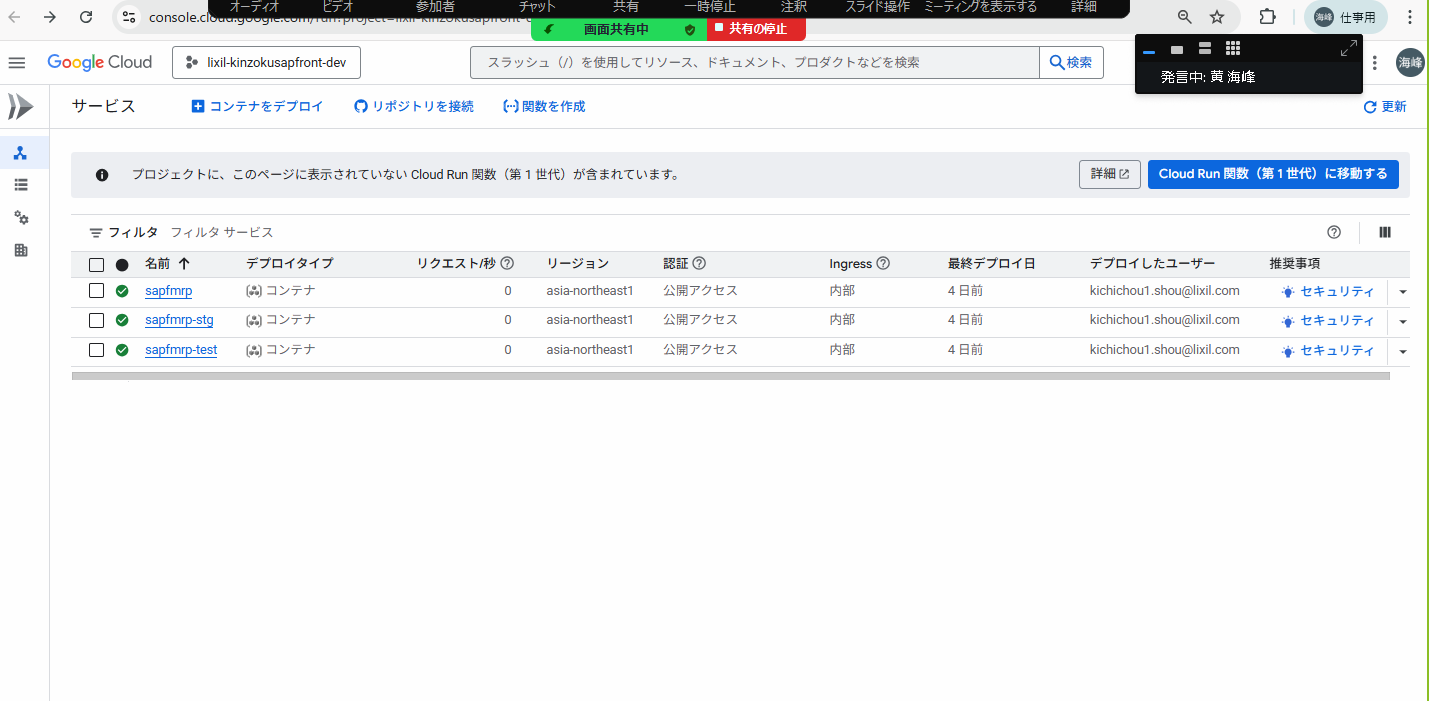 オーディオ ビデオ 参加者 チャット 共有 一時停止 注釈 スライド操作 ミーティングを表示する 詳細
console.cloud.google.com/run?project=lixil-kinzokusapfront-d
海峰 仕事用
画面共有中 共有の停止
Google Cloud lixil-kinzokusapfront-dev スラッシュ（/）を使用してリソース、ドキュメント、プロダクトなどを検索 検索 海峰
発言中: 黄 海峰
サービス コンテナをデプロイ リポジトリを接続 関数を作成 更新
プロジェクトに、このページに表示されていない Cloud Run 関数（第 1 世代）が含まれています。 詳細 Cloud Run 関数（第 1 世代）に移動する
フィルタ フィルタ サービス
名前 デプロイタイプ リクエスト/秒 リージョン 認証 Ingress 最終デプロイ日 デプロイしたユーザー 推奨事項
sapfmrp コンテナ 0 asia-northeast1 公開アクセス 内部 4 日前 kichichou1.shou@lixil.com セキュリティ
sapfmrp-stg コンテナ 0 asia-northeast1 公開アクセス 内部 4 日前 kichichou1.shou@lixil.com セキュリティ
sapfmrp-test コンテナ 0 asia-northeast1 公開アクセス 内部 4 日前 kichichou1.shou@lixil.com セキュリティ